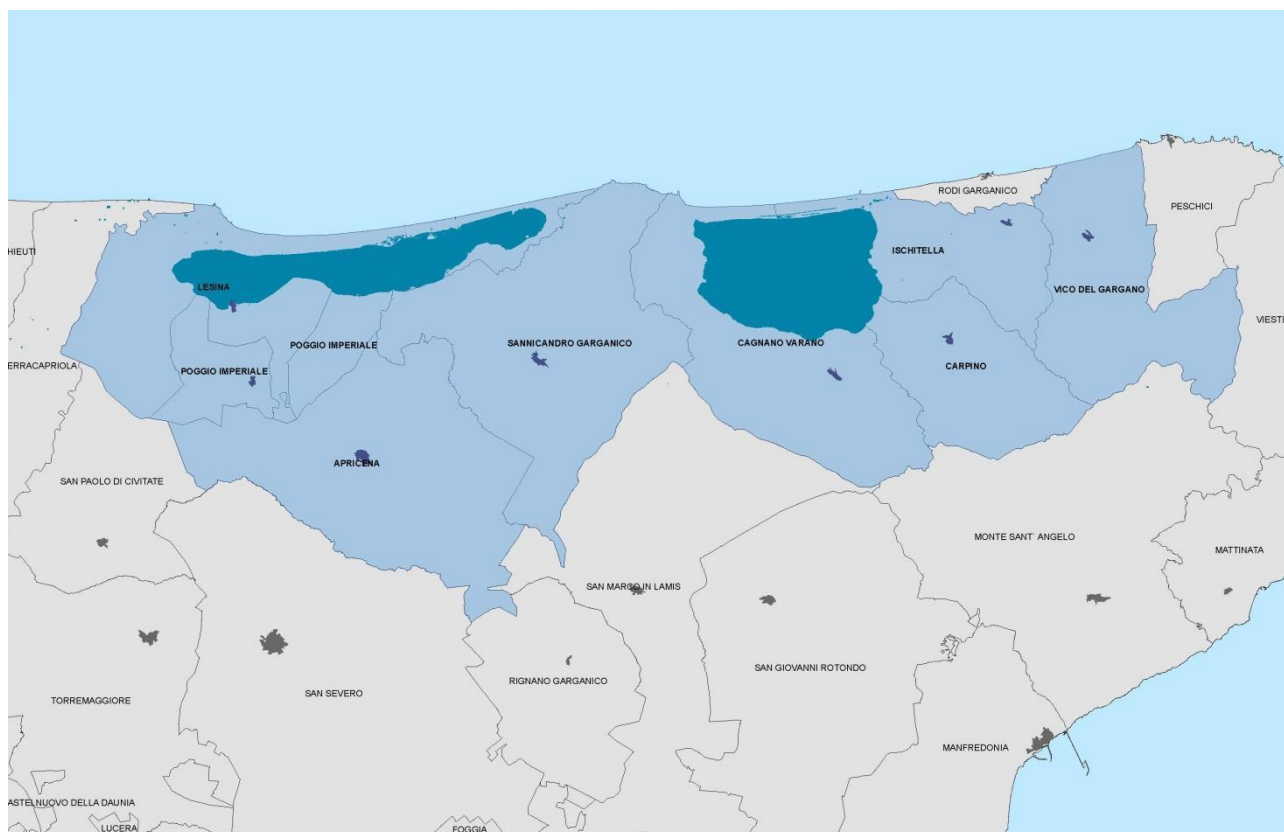 RODI GARGANICO
PESCHICI
HIEUTI
ISCHITELLA
LESINA
VICO DEL GARGANO
VIESTI
POGGIO IMPERIALE
SANNICANDRO GARGANICO
CAGNANO VARANO
ERRACAPRIOLA
POGGIO IMPERIALE
CARPINO
APRICENA
SAN PAOLO DI CIVITATE
MONTE SANT' ANGELO
MATTINATA
SAN MARCO IN LAMIS
SAN GIOVANNI ROTONDO
RIGNANO GARGANICO
SAN SEVERO
TORREMAGGIORE
MANFREDONIA
ASTELNUOVO DELLA DAUNIA
LUCERA
FOGGIA